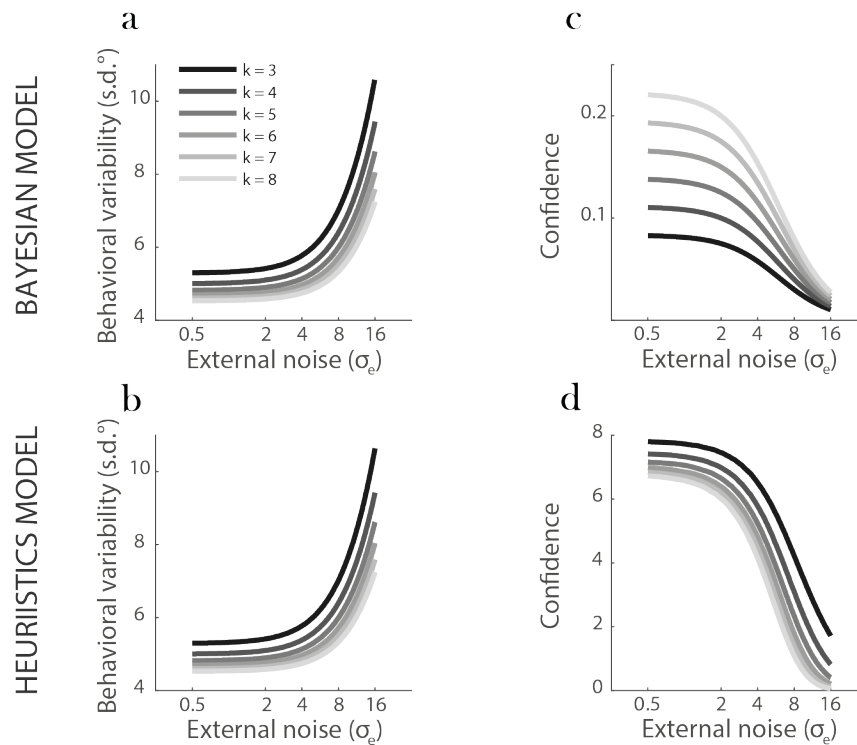 a
BAYESIAN MODEL
Behavioral variability (s.d.°)
10
8
6
4
k = 3
k = 4
k = 5
k = 6
k = 7
k = 8
0.5 2 4 8 16
External noise (σe)
c
Confidence
0.2
0.1
0.5 2 4 8 16
External noise (σe)
b
HEURIISTICS MODEL
Behavioral variability (s.d.°)
10
8
6
4
0.5 2 4 8 16
External noise (σe)
d
Confidence
8
6
4
2
0
0.5 2 4 8 16
External noise (σe)